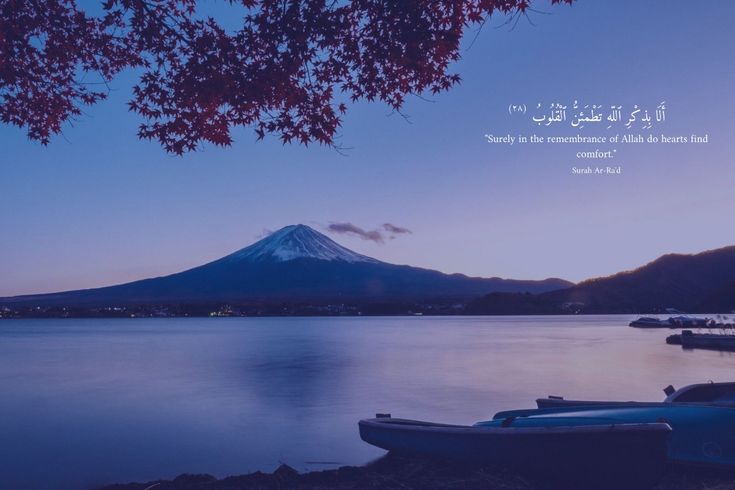 أَلَا بِذِكْرِ ٱللَّهِ تَطْمَئِنُّ ٱلْقُلُوبُ (٢٨)
"Surely in the remembrance of Allah do hearts find
comfort."
Surah Ar-Ra'd